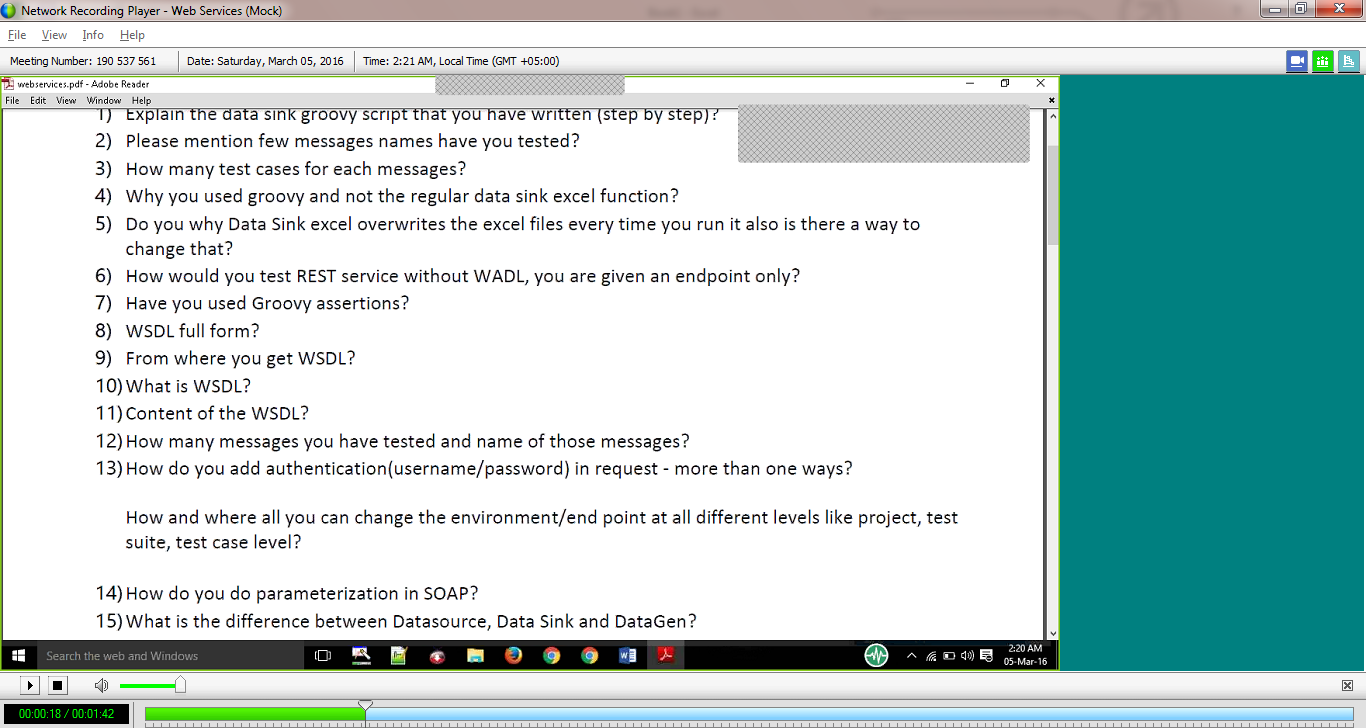 Network Recording Player - Web Services (Mock)
File View Info Help
Meeting Number: 190 537 561 Date: Saturday, March 05, 2016 Time: 2:21 AM, Local Time (GMT +05:00)
webservices.pdf - Adobe Reader
File Edit View Window Help
1) Explain the data sink groovy script that you have written (step by step)?
2) Please mention few messages names have you tested?
3) How many test cases for each messages?
4) Why you used groovy and not the regular data sink excel function?
5) Do you why Data Sink excel overwrites the excel files every time you run it also is there a way to
change that?
6) How would you test REST service without WADL, you are given an endpoint only?
7) Have you used Groovy assertions?
8) WSDL full form?
9) From where you get WSDL?
10) What is WSDL?
11) Content of the WSDL?
12) How many messages you have tested and name of those messages?
13) How do you add authentication(username/password) in request - more than one ways?
How and where all you can change the environment/end point at all different levels like project, test
suite, test case level?
14) How do you do parameterization in SOAP?
15) What is the difference between Datasource, Data Sink and DataGen?
Search the web and Windows
2:20 AM
05-Mar-16
00:00:18 / 00:01:42